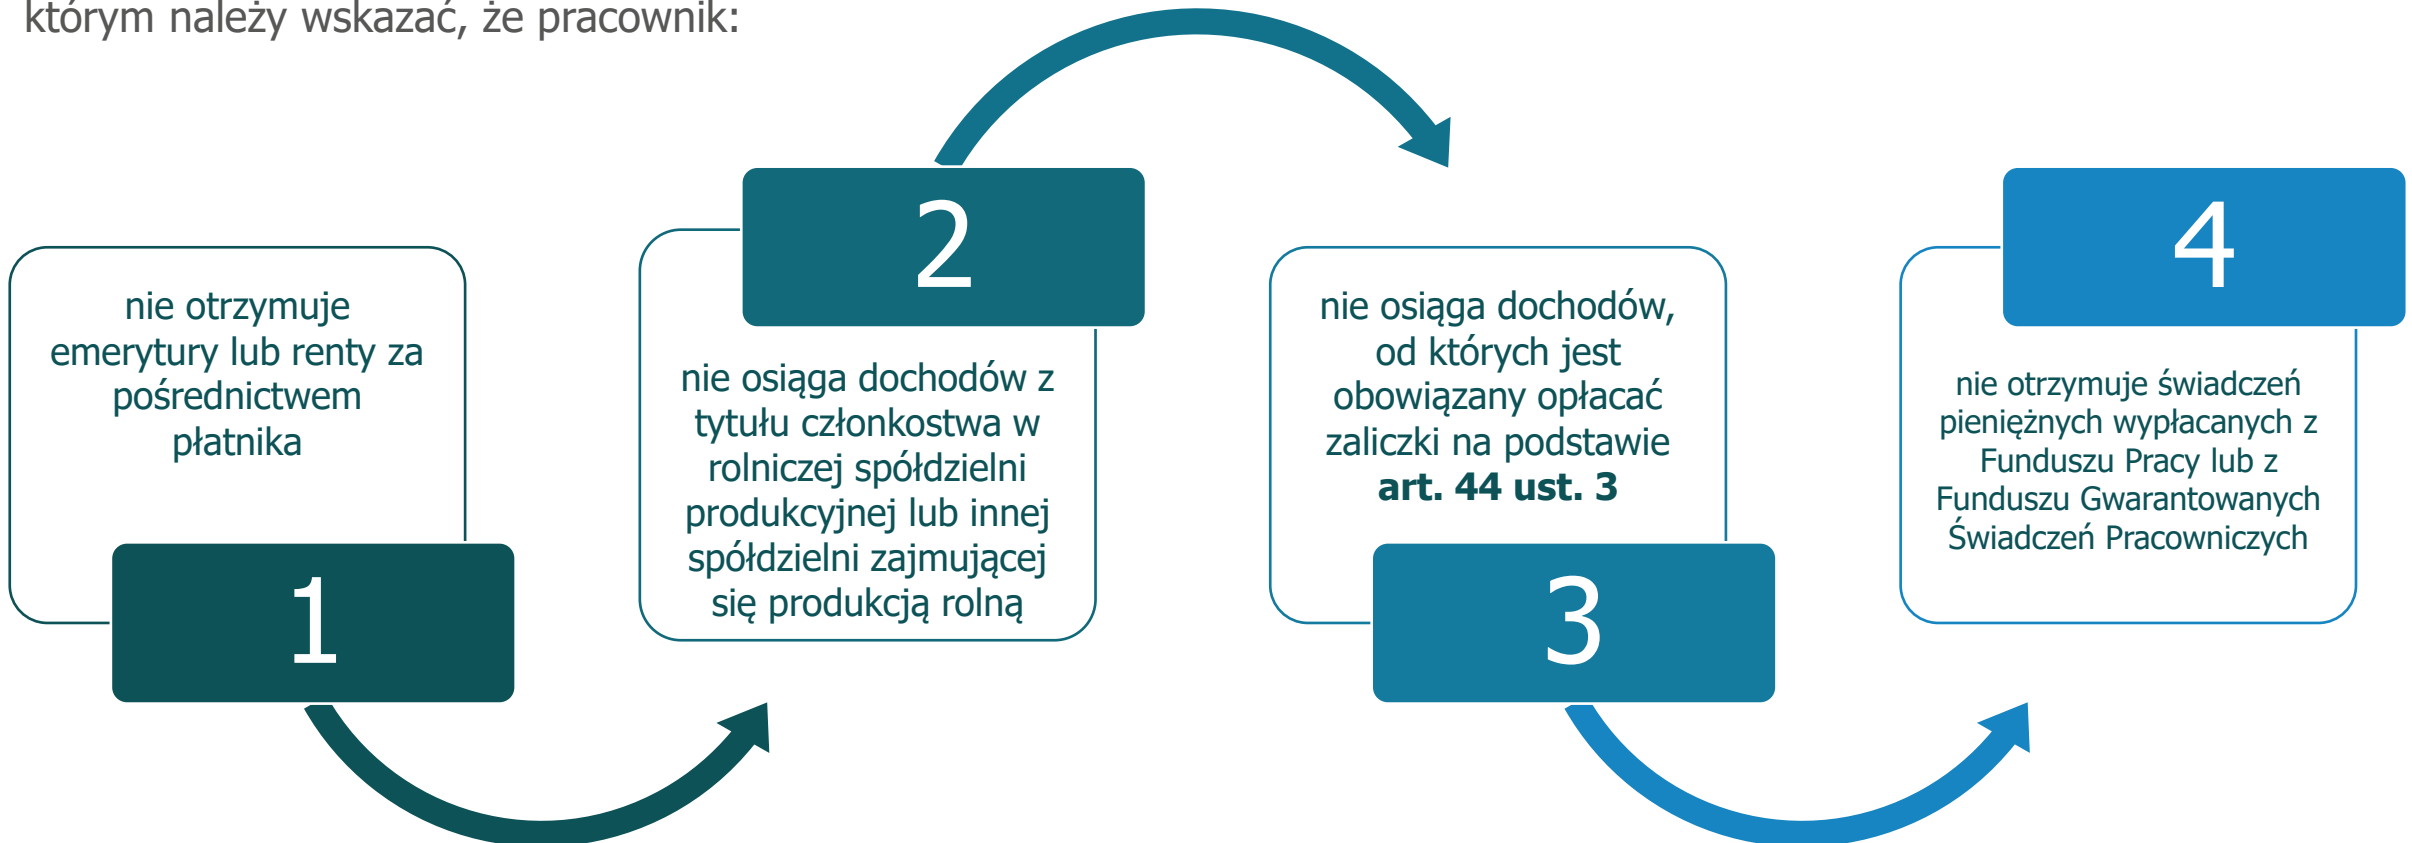 którym należy wskazać, że pracownik:
nie otrzymuje
emerytury lub renty za
pośrednictwem
płatnika
1
2
nie osiąga dochodów z
tytułu członkostwa w
rolniczej spółdzielni
produkcyjnej lub innej
spółdzielni zajmującej
się produkcją rolną
nie osiąga dochodów,
od których jest
obowiązany opłacać
zaliczki na podstawie
art. 44 ust. 3
3
4
nie otrzymuje świadczeń
pieniężnych wypłacanych z
Funduszu Pracy lub z
Funduszu Gwarantowanych
Świadczeń Pracowniczych